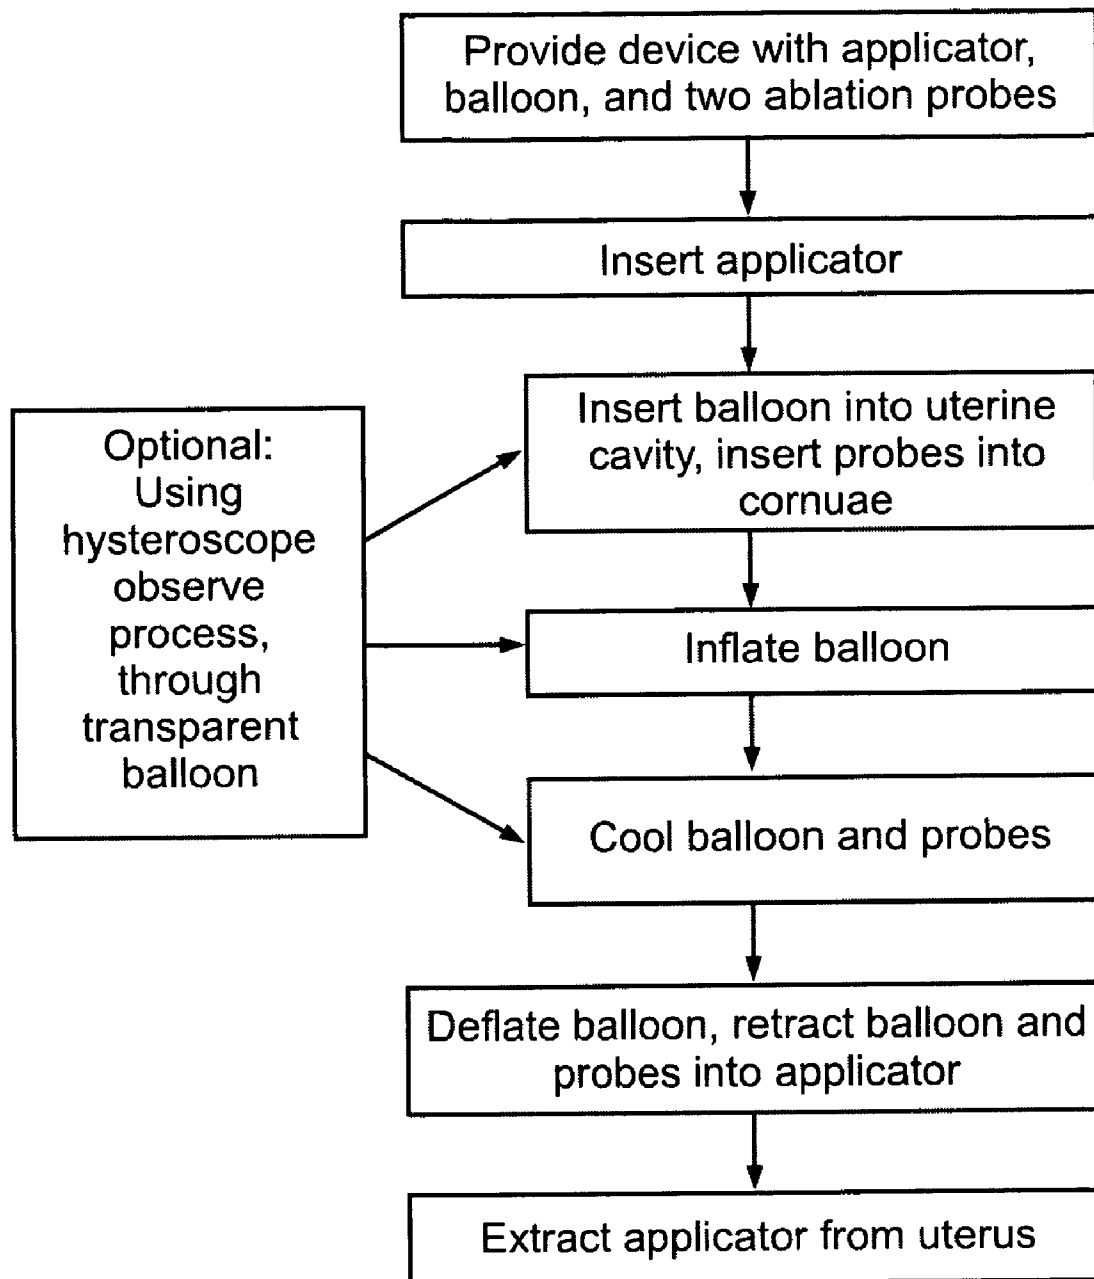 Provide device with applicator,
balloon, and two ablation probes
Insert applicator
Insert balloon into uterine
cavity, insert probes into
cornuae
Optional:
Using
hysteroscope
observe
process,
through
transparent
balloon
Inflate balloon
Cool balloon and probes
Deflate balloon, retract balloon and
probes into applicator
Extract applicator from uterus